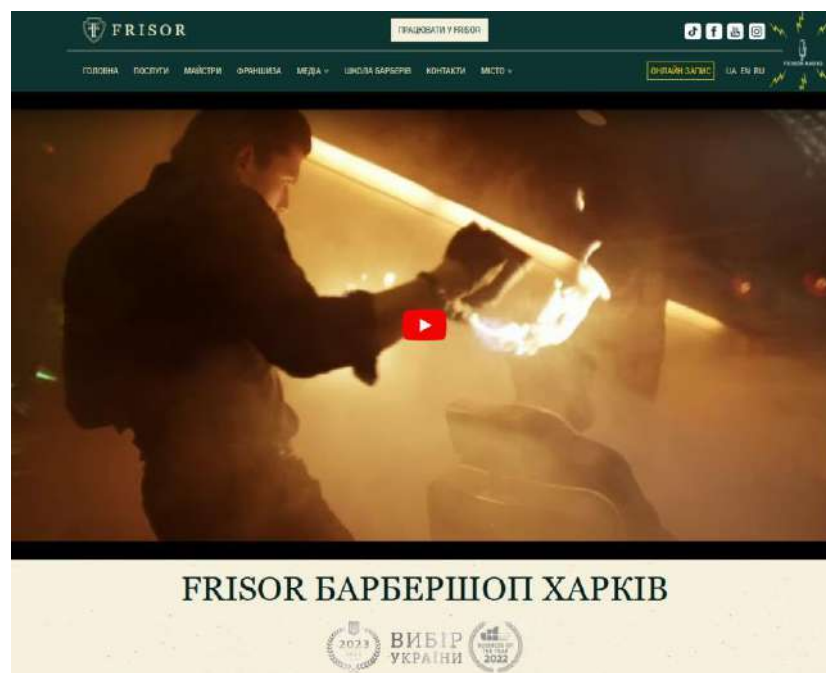 FRISOR
ПРАЦЮВАТИ У FRISOR
ГОЛОВНА ПОСЛУГИ МАЙСТРИ ФРАНШИЗА МЕДІА ШКОЛА БАРБЕРІВ КОНТАКТИ МІСТО
ОНЛАЙН ЗАПИС UA EN RU
FRISOR БАРБЕРШОП ХАРКІВ
2023
ВИБІР
УКРАЇНИ
2022